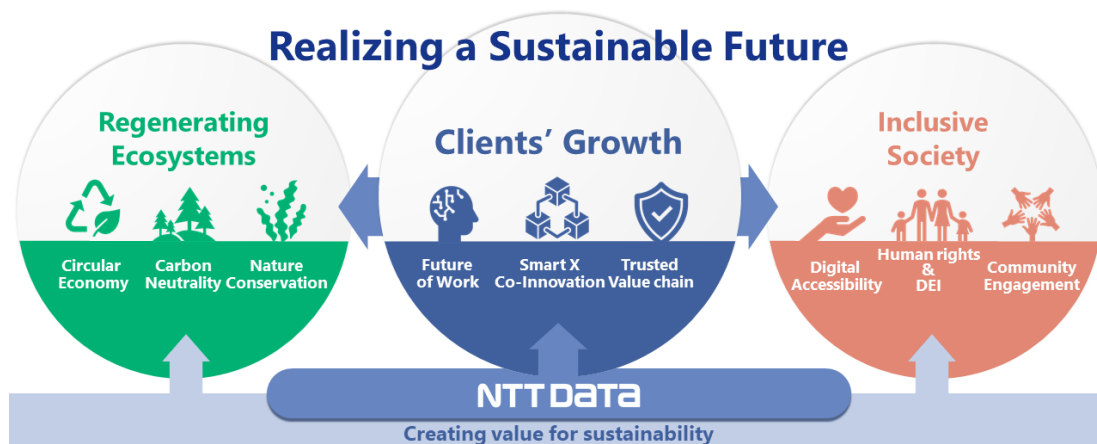 Realizing a Sustainable Future
Regenerating
Ecosystems
Circular
Economy
Carbon
Neutrality
Nature
Conservation
Clients' Growth
Future
of Work
Smart X
Co-Innovation
Trusted
Value chain
Inclusive
Society
Digital
Accessibility
Human rights
&
DEI
Community
Engagement
NTT DATA
Creating value for sustainability